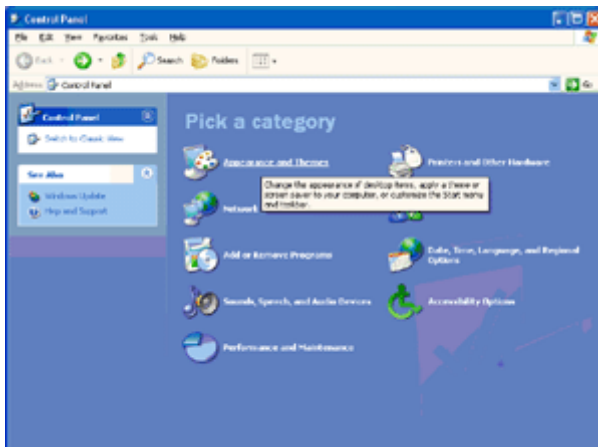 Control Panel
File Edit View Favorites Tools Help
Back Search Folders
Address Control Panel Go
Control Panel
Switch to Classic View
See Also
Windows Update
Help and Support
Pick a category
Appearance and Themes
Printers and Other Hardware
Change the appearance of desktop items, apply a theme or
screen saver to your computer, or customize the Start menu
and taskbar.
Network
Add or Remove Programs
Date, Time, Language, and Regional
Options
Sounds, Speech, and Audio Devices
Accessibility Options
Performance and Maintenance